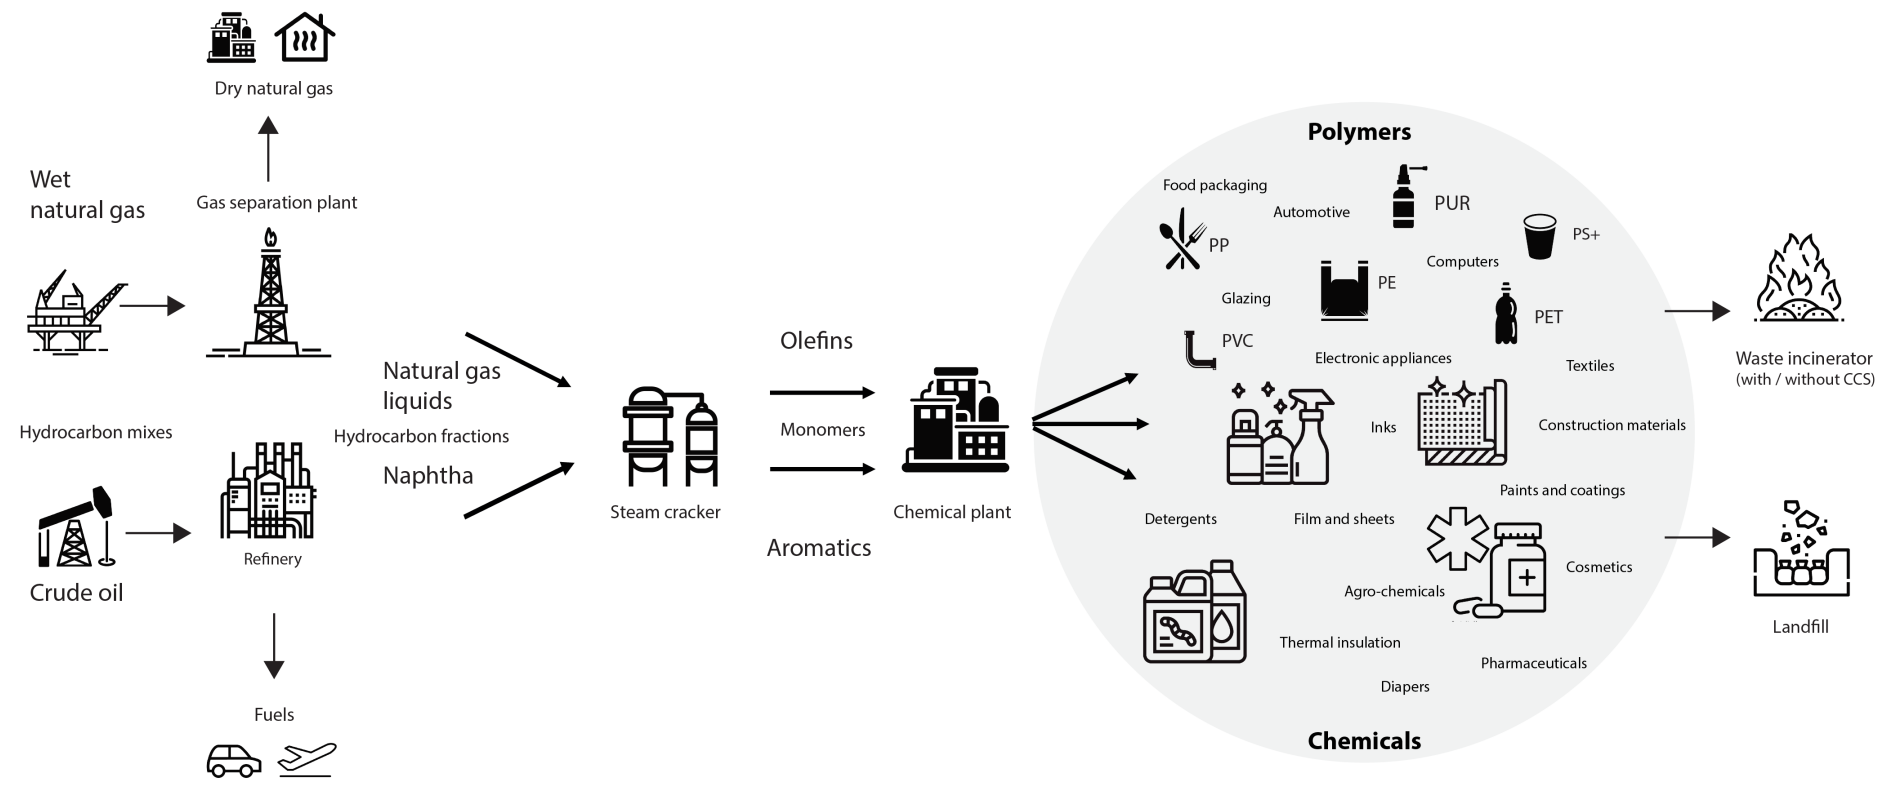 Dry natural gas
Wet
natural gas
Gas separation plant
Natural gas
liquids
Hydrocarbon mixes
Hydrocarbon fractions
Naphtha
Refinery
Crude oil
Fuels
Steam cracker
Olefins
Monomers
Aromatics
Chemical plant
Polymers
Food packaging
Automotive
PUR
PP
PS+
Computers
PE
Glazing
PET
PVC
Electronic appliances
Textiles
Inks
Construction materials
Paints and coatings
Detergents
Film and sheets
Cosmetics
Agro-chemicals
Thermal insulation
Pharmaceuticals
Diapers
Chemicals
Waste incinerator
(with / without CCS)
Landfill